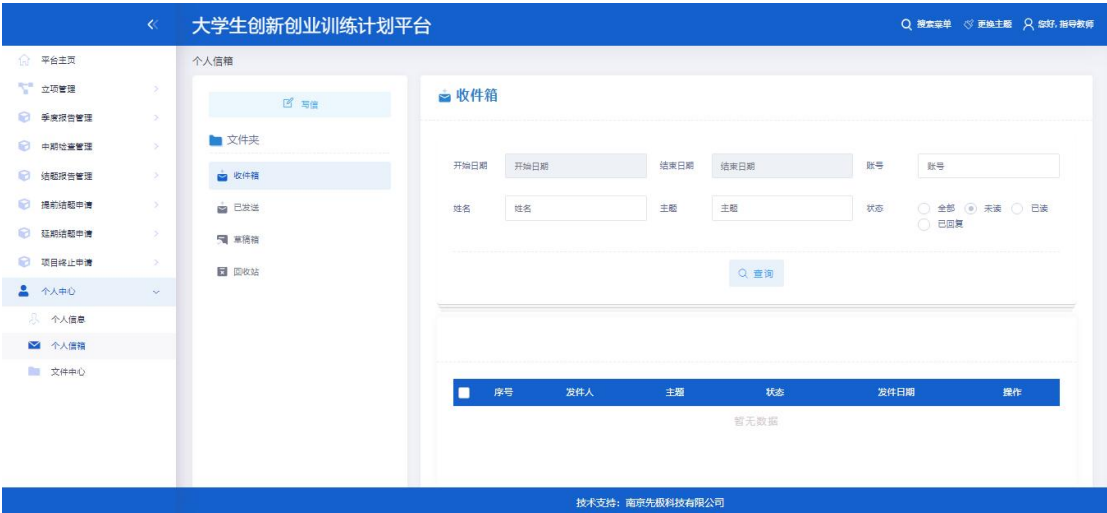 大学生创新创业训练计划平台
搜索菜单 更换主题 您好, 指导教师
平台主页
立项管理
季度报告管理
中期检查管理
结题报告管理
提前结题申请
延期结题申请
项目终止申请
个人中心
个人信息
个人信箱
文件中心
个人信箱
写信
文件夹
收件箱
已发送
草稿箱
回收站
收件箱
开始日期 开始日期 结束日期 结束日期 账号 账号
姓名 姓名 主题 主题 状态 全部 未读 已读
已回复
查询
序号 发件人 主题 状态 发件日期 操作
暂无数据
技术支持：南京先极科技有限公司